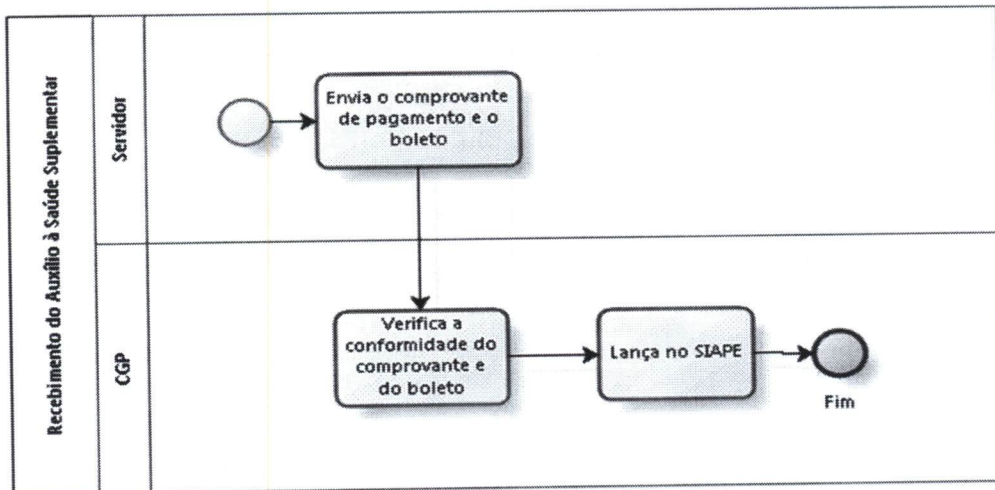 Recebimento do Auxílio à Saúde Suplementar
Servidor
Envia o comprovante
de pagamento e o
boleto
CGP
Verifica a
conformidade do
comprovante e
do boleto
Lança no SIAPE
Fim